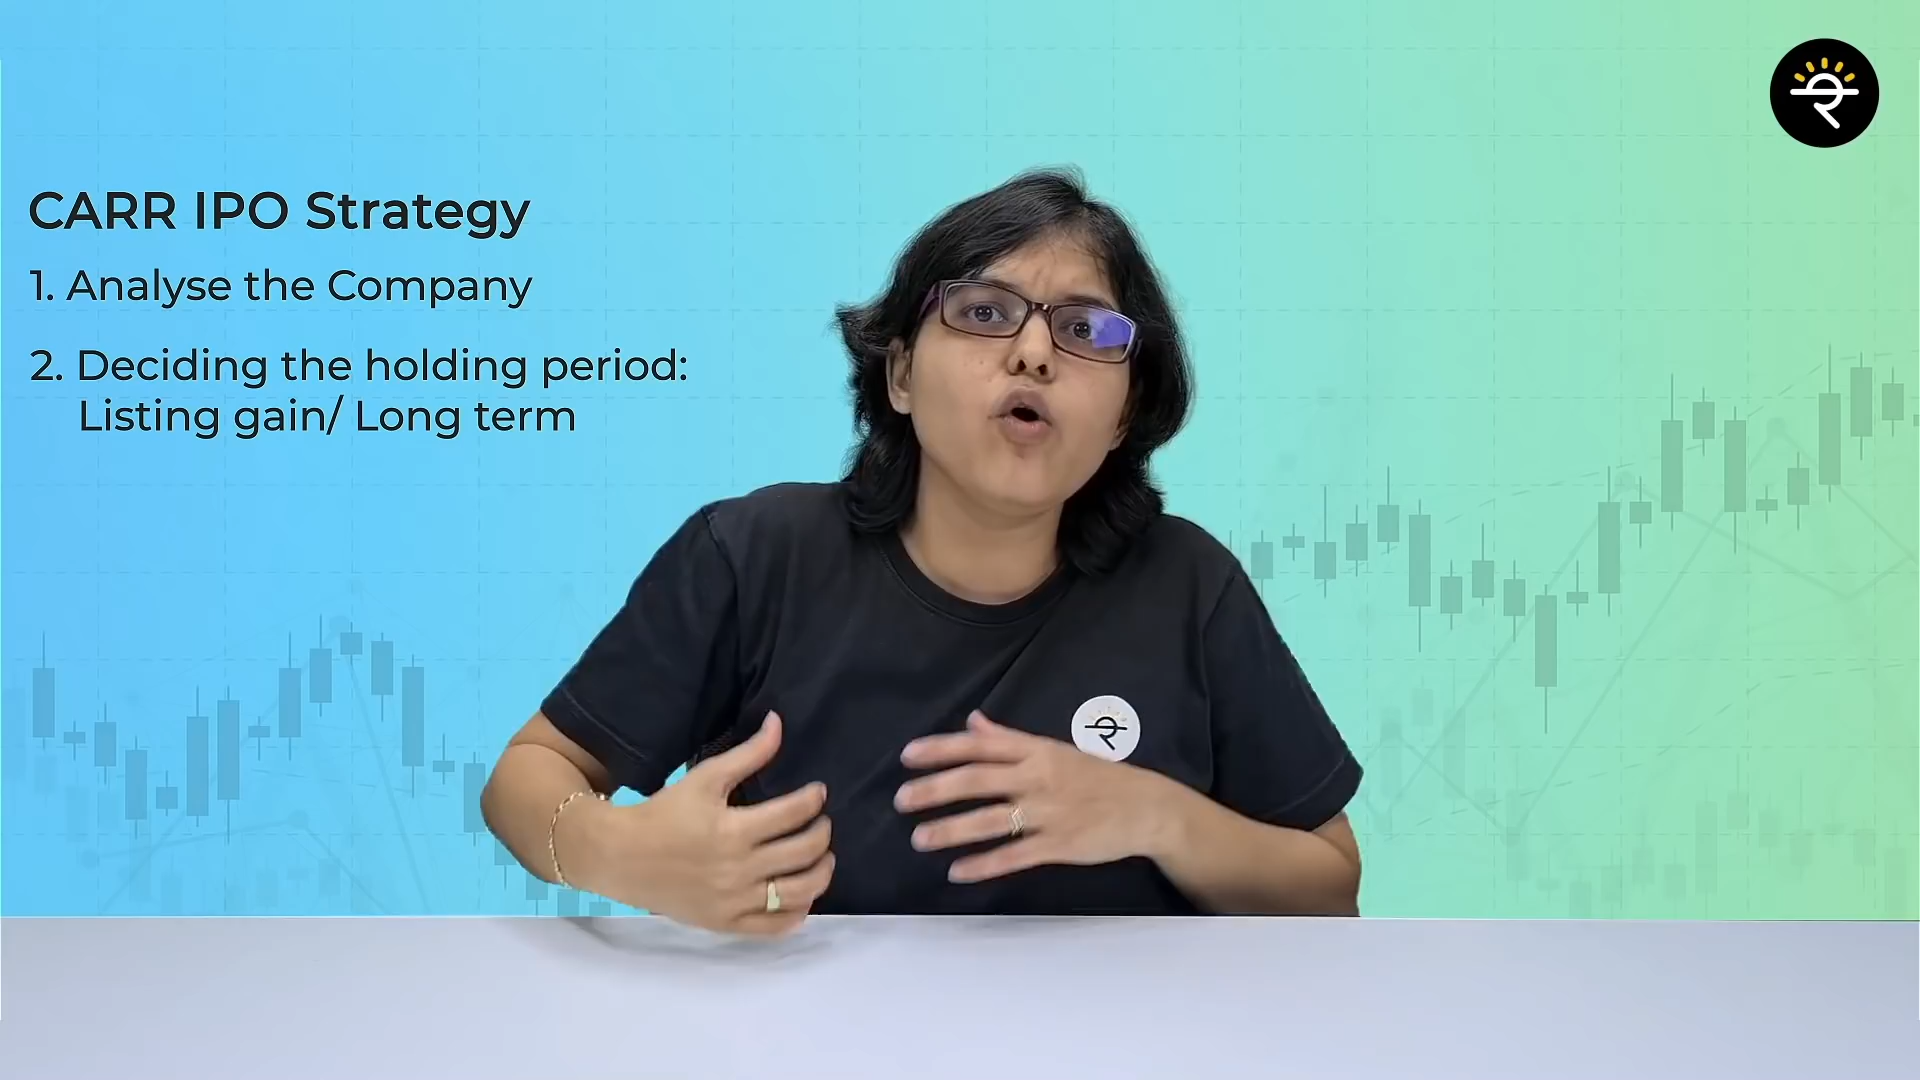 CARR IPO Strategy
1. Analyse the Company
2. Deciding the holding period:
Listing gain/ Long term